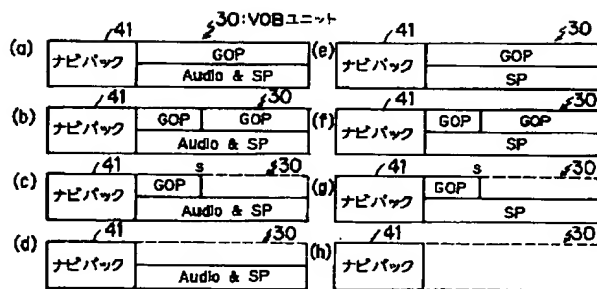 30:VOBユニット
(a) 41 ナビパック GOP Audio & SP
(e) 41 30 ナビパック GOP SP
(b) 41 30 ナビパック GOP GOP Audio & SP
(f) 41 30 ナビパック GOP GOP SP
(c) 41 s 30 ナビパック GOP Audio & SP
(g) 41 s 30 ナビパック GOP SP
(d) 41 30 ナビパック Audio & SP
(h) 41 30 ナビパック